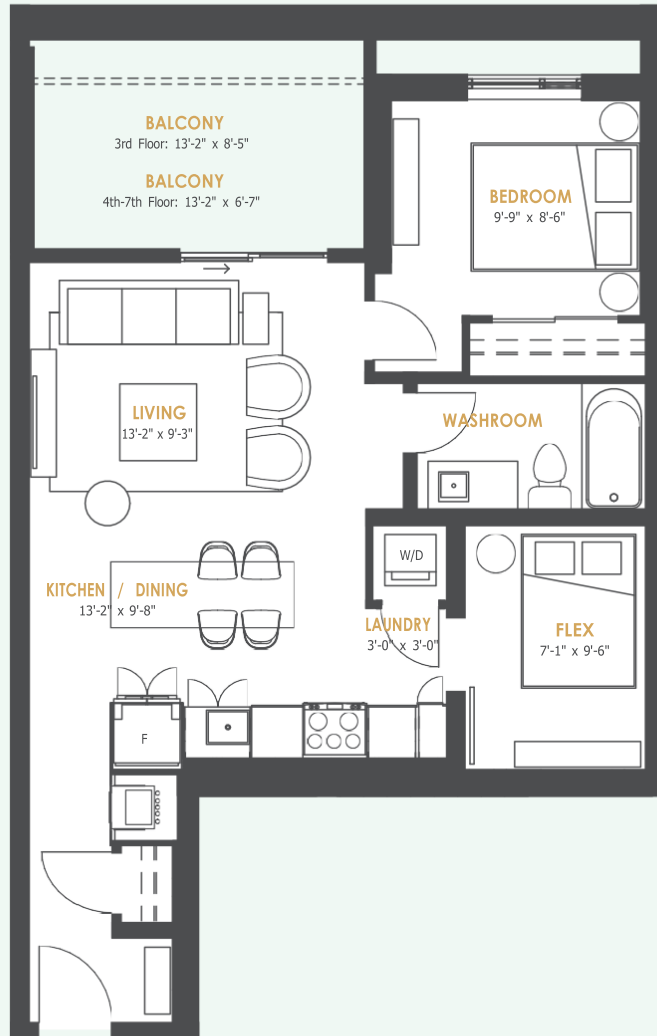 BALCONY
3rd Floor: 13'-2" x 8'-5"
BALCONY
4th-7th Floor: 13'-2" x 6'-7"
BEDROOM
9'-9" x 8'-6"
LIVING
13'-2" x 9'-3"
WASHROOM
W/D
KITCHEN / DINING
13'-2" x 9'-8"
LAUNDRY
3'-0" x 3'-0"
FLEX
7'-1" x 9'-6"
F